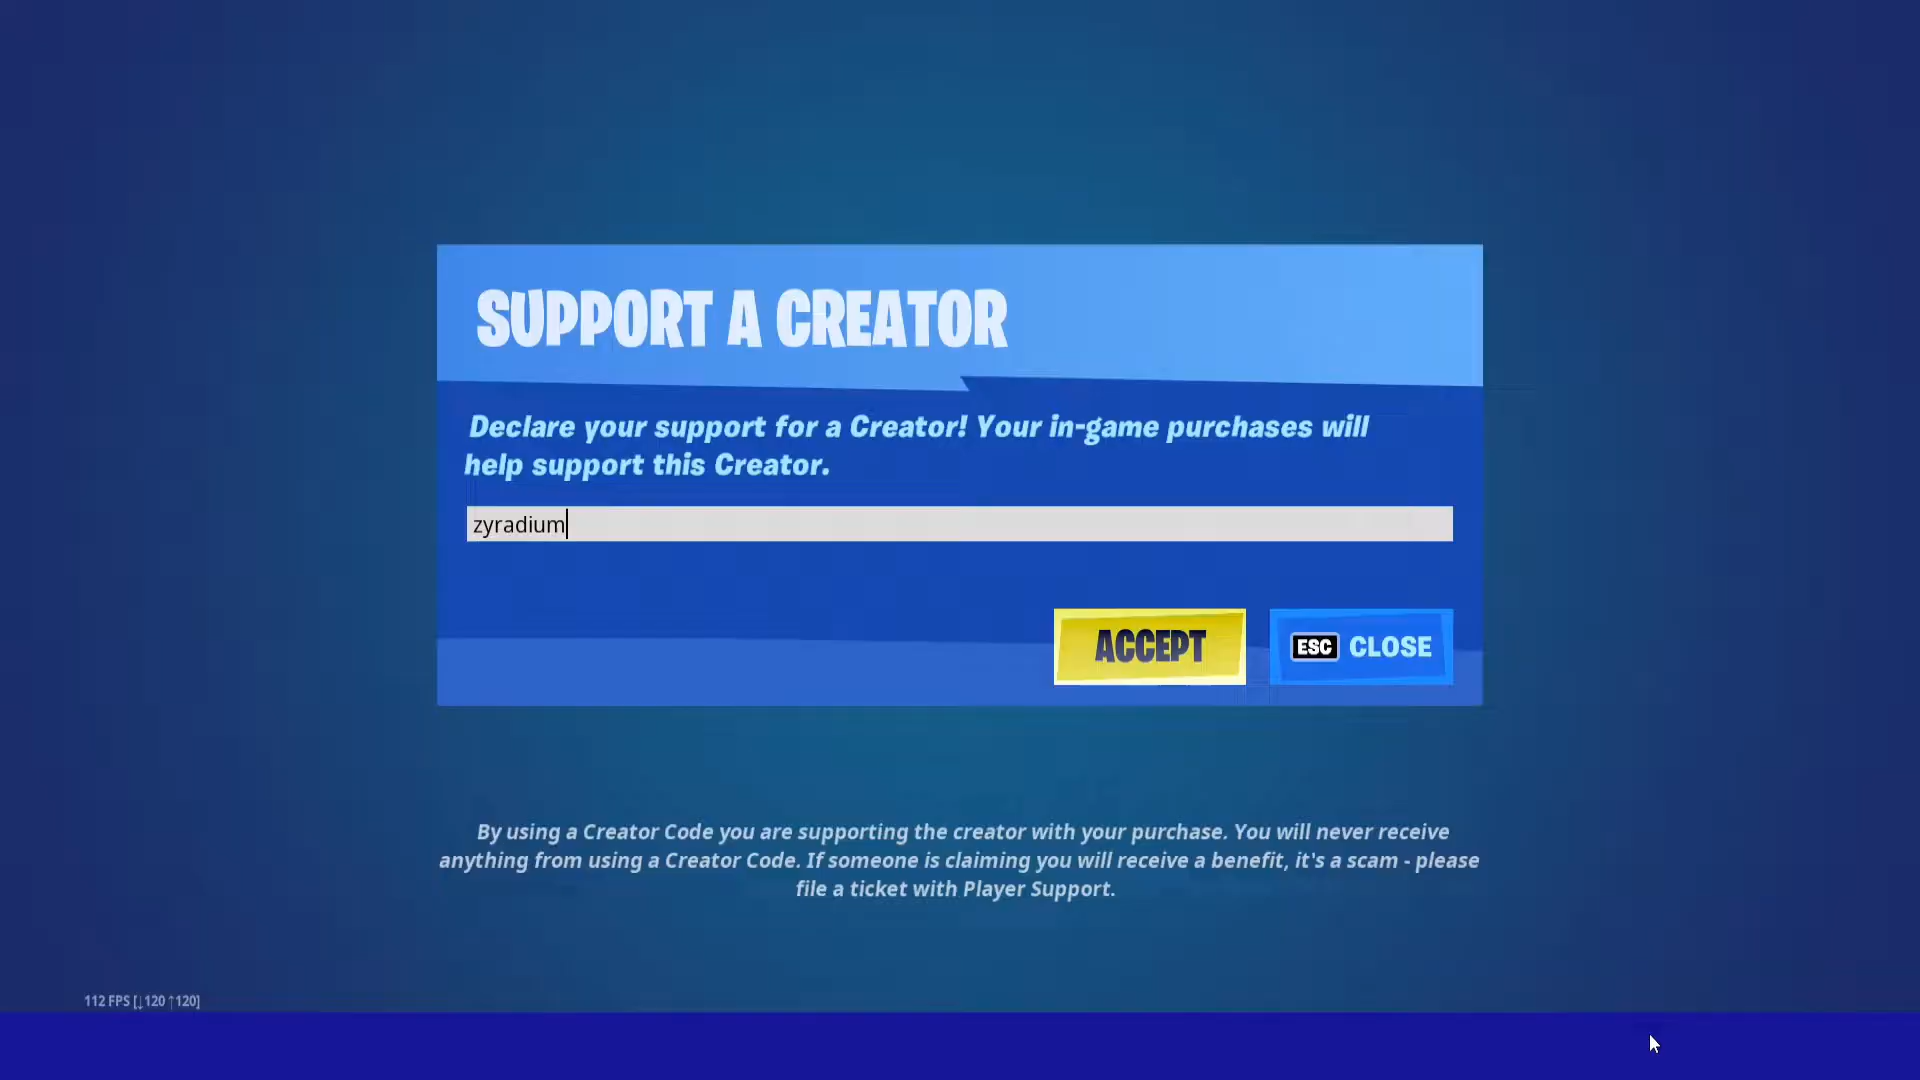 SUPPORT A CREATOR
Declare your support for a Creator! Your in-game purchases will
help support this Creator.
zyradium
ACCEPT
ESC CLOSE
By using a Creator Code you are supporting the creator with your purchase. You will never receive
anything from using a Creator Code. If someone is claiming you will receive a benefit, it's a scam - please
file a ticket with Player Support.
112 FPS [↓120 ↑120]